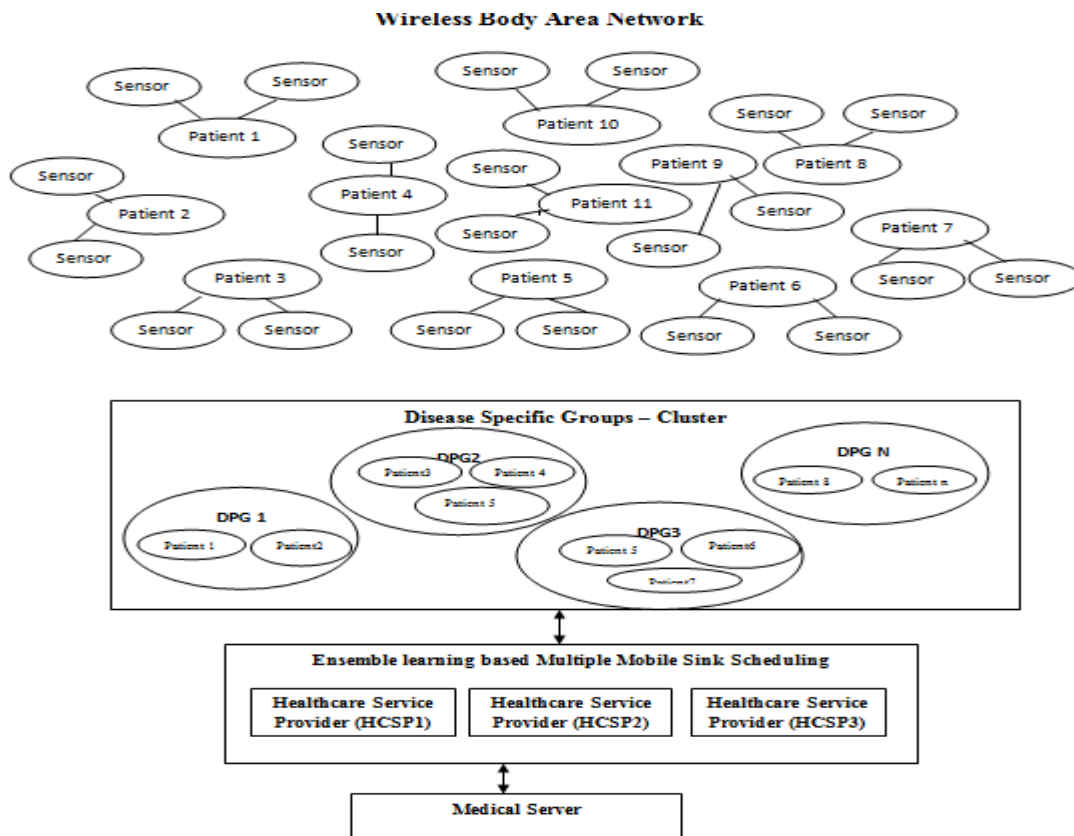 Wireless Body Area Network
Sensor
Sensor
Patient 1
Sensor
Sensor
Patient 10
Sensor
Sensor
Patient 8
Sensor
Patient 4
Sensor
Sensor
Patient 11
Sensor
Patient 9
Sensor
Sensor
Sensor
Patient 2
Sensor
Patient 7
Sensor
Sensor
Patient 3
Sensor
Sensor
Patient 5
Sensor
Sensor
Patient 6
Sensor
Sensor
Disease Specific Groups – Cluster
DPG 1
Patient 1
Patient2
DPG2
Patient3
Patient 4
Patient 5
DPG3
Patient 5
Patient6
Patient7
DPG N
Patient 8
Patient n
Ensemble learning based Multiple Mobile Sink Scheduling
Healthcare Service
Provider (HCSP1)
Healthcare Service
Provider (HCSP2)
Healthcare Service
Provider (HCSP3)
Medical Server